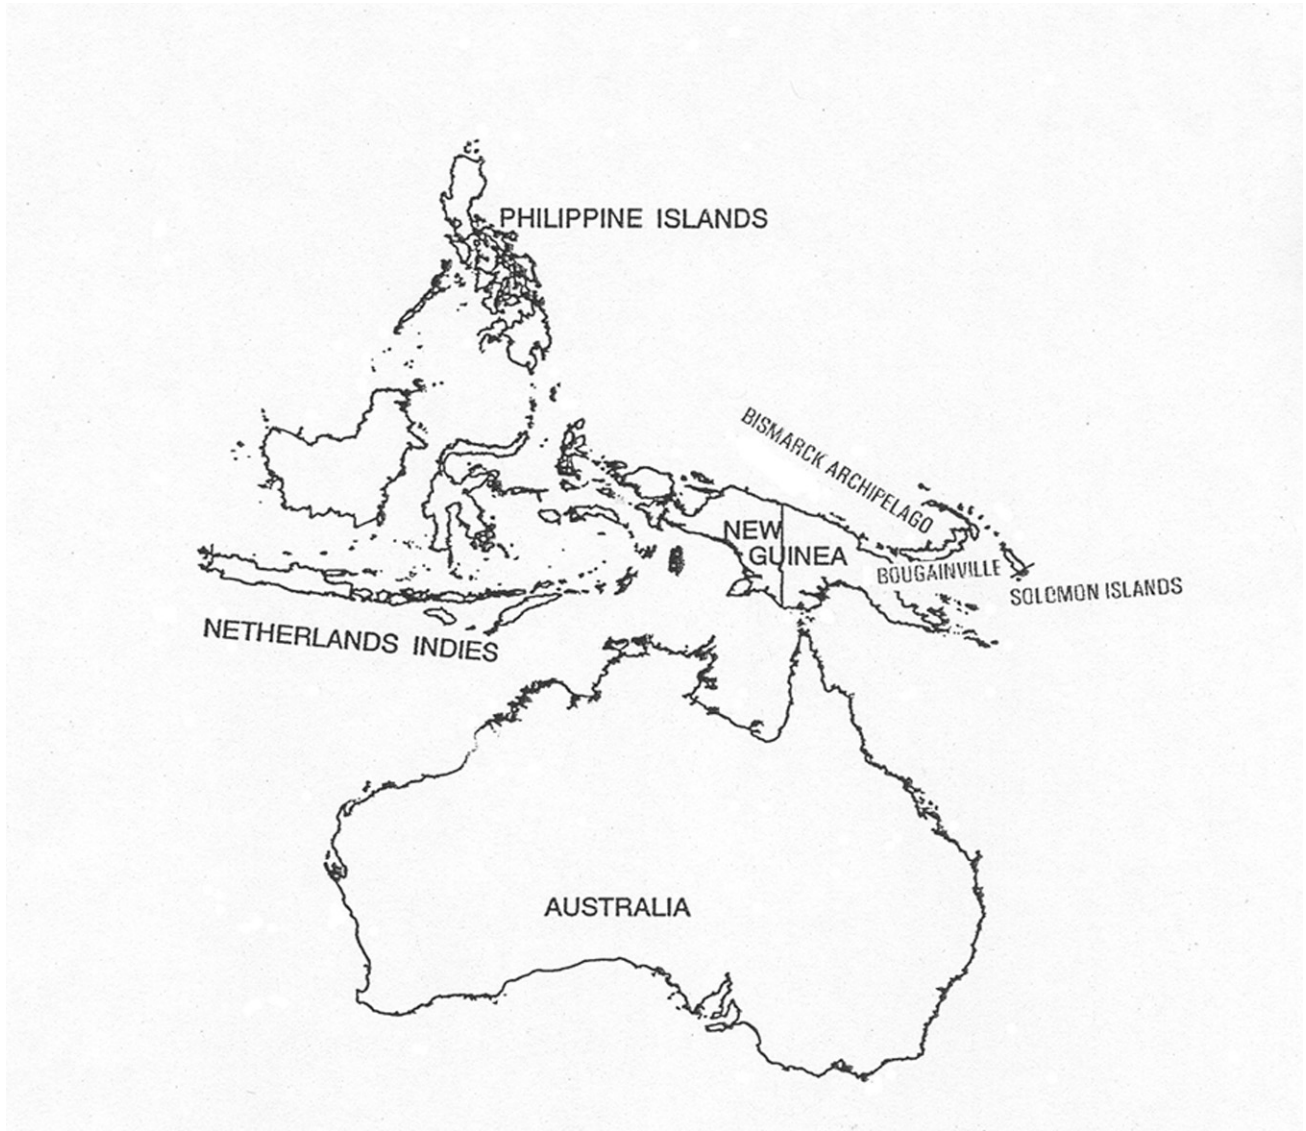 PHILIPPINE ISLANDS
BISMARCK ARCHIPELAGO
NEW
GUINEA
BOUGAINVILLE
SOLOMON ISLANDS
NETHERLANDS INDIES
AUSTRALIA